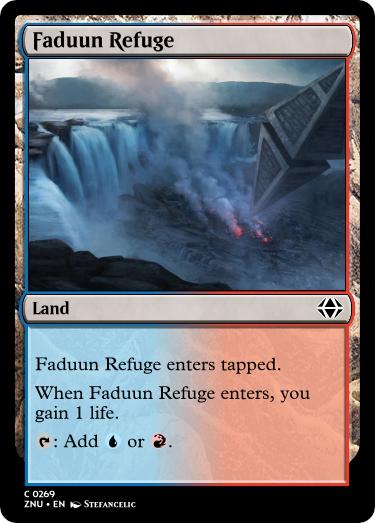 Faduun Refuge
Land
Faduun Refuge enters tapped.
When Faduun Refuge enters, you
gain 1 life.
: Add or .
C 0269
ZNU • EN Stefancelic